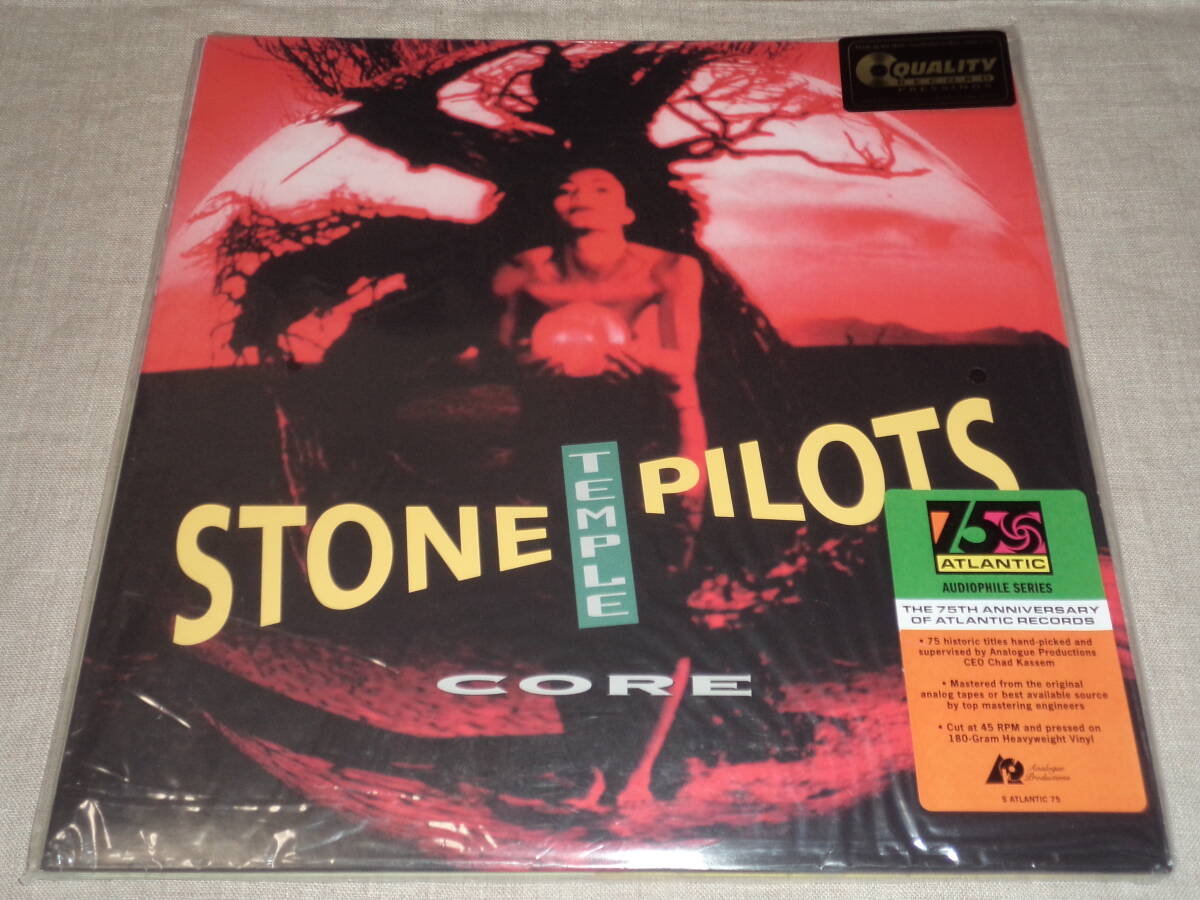 QUALITY
RECORD
PRESSINGS
STONE
TEMPLE
PILOTS
CORE
75
ATLANTIC
AUDIOPHILE SERIES
THE 75TH ANNIVERSARY
OF ATLANTIC RECORDS
• 75 historic titles hand-picked and
supervised by Analogue Productions
CEO Chad Kassem
• Mastered from the original
analog tapes or best available source
by top mastering engineers
• Cut at 45 RPM and pressed on
180-Gram Heavyweight Vinyl
Analogue
Productions
S ATLANTIC 75